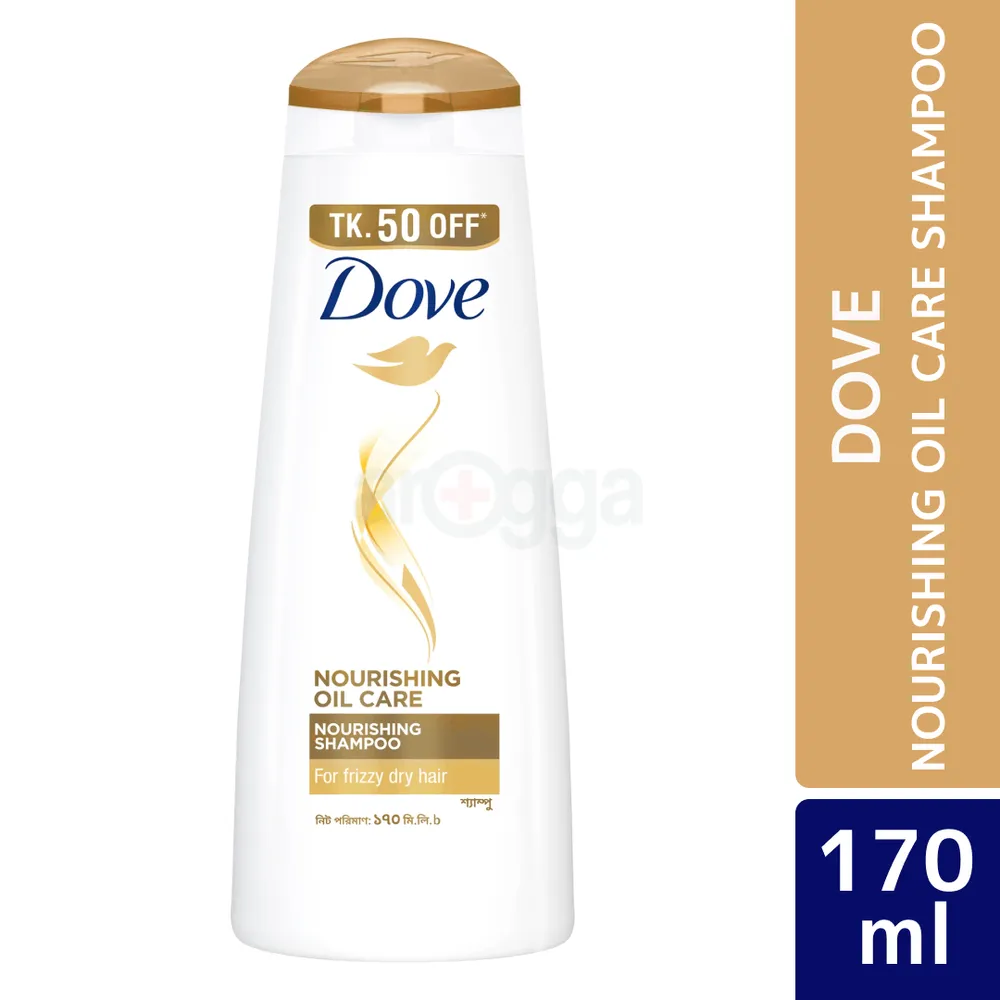 TK. 50 OFF*
Dove
arogga
NOURISHING
OIL CARE
NOURISHING
SHAMPOO
For frizzy dry hair
শ্যাম্পু
নিট পরিমাণ: ১৭০ মি.লি.b
DOVE
NOURISHING OIL CARE SHAMPOO
170
ml